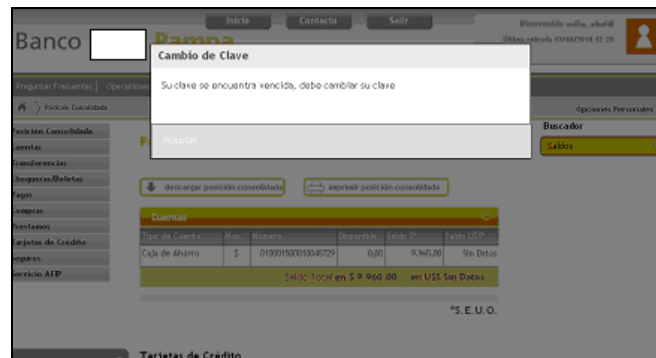 Inicio Contacto Salir
Banco Pampa
Cambio de Clave
Su clave se encuentra vencida, debe cambiar su clave
Aceptar
Preguntas Frecuentes
Posición Consolidada
Opciones Personales
Posición Consolidada
Cuentas
Transferencias
Chequeras/Boletas
Pagos
Compras
Prestamos
Tarjetas de Crédito
Seguros
Servicio AFIP
Buscador
Saldos
descargar posición consolidada
imprimir posición consolidada
Cuentas
Tipo de Cuenta Mon. Número Disponible Saldo $* Saldo U$S*
Caja de Ahorro $ 0,00 9.960,00 Sin Datos
Saldo Total en $ 9.960,00 en U$S Sin Datos
*S.E.U.O.
Tarjetas de Crédito